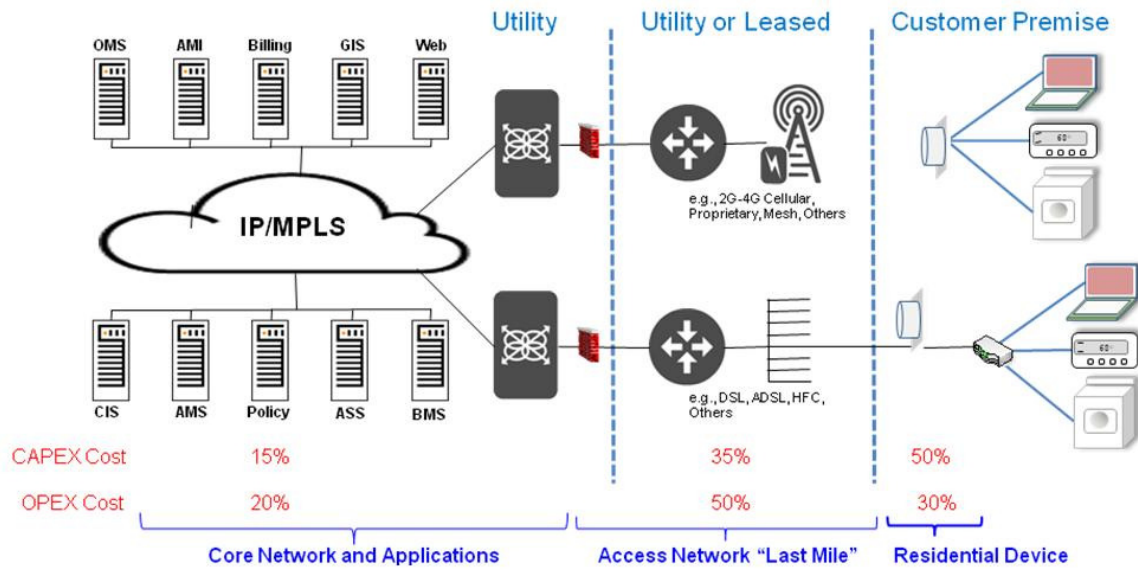 Utility
Utility or Leased
Customer Premise
OMS
AMI
Billing
GIS
Web
IP/MPLS
e.g., 2G-4G Cellular,
Proprietary, Mesh, Others
60°
CIS
AMS
Policy
ASS
BMS
e.g., DSL, ADSL, HFC,
Others
60°
CAPEX Cost
15%
35%
50%
OPEX Cost
20%
50%
30%
Core Network and Applications
Access Network "Last Mile"
Residential Device